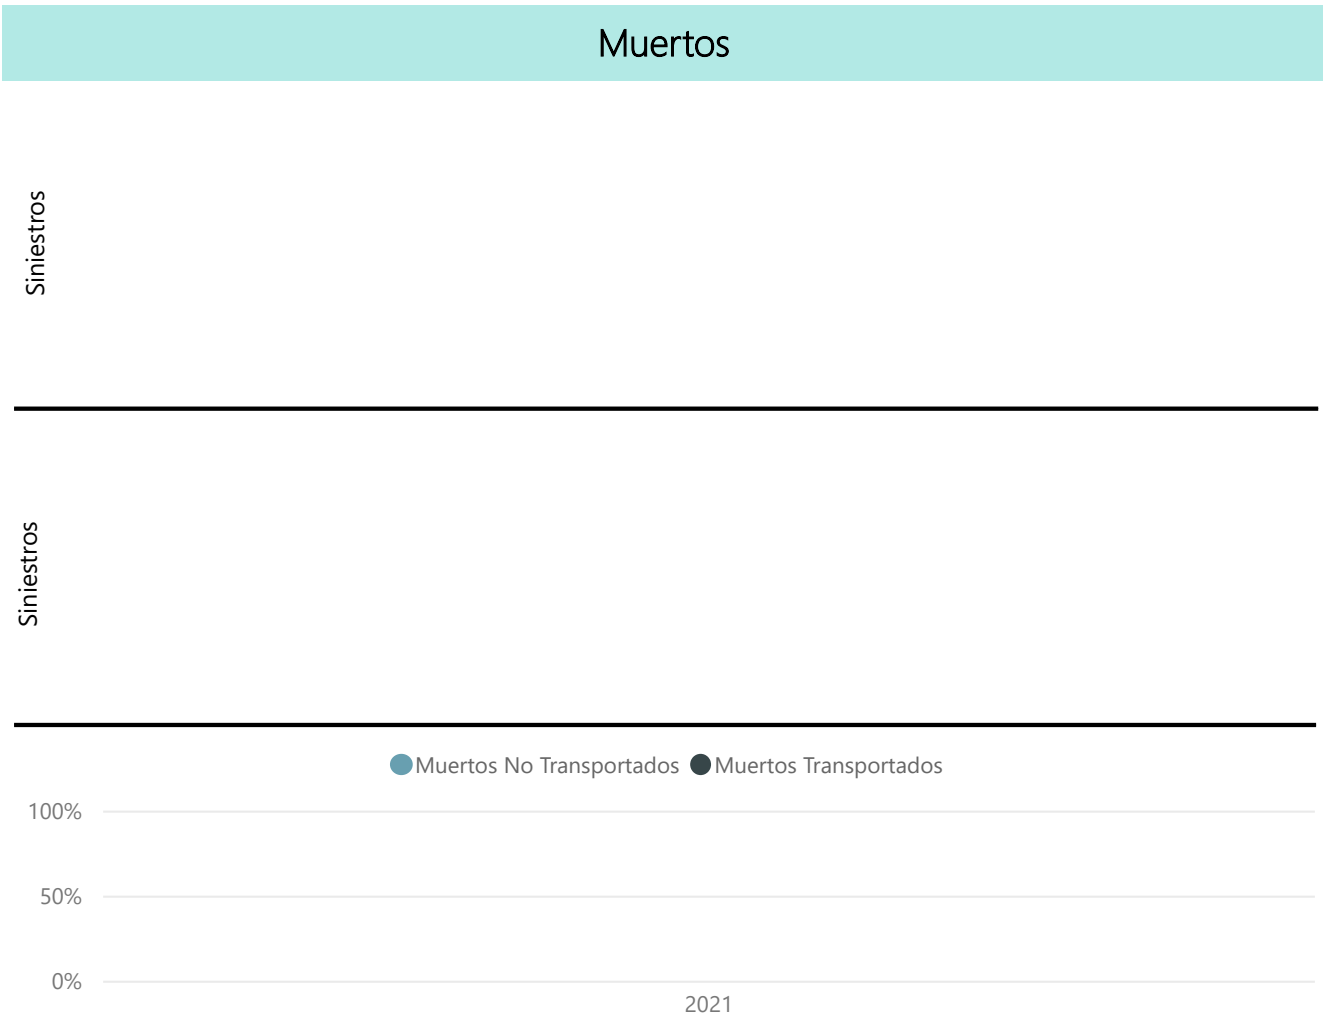 Muertos
Siniestros
Siniestros
Muertos No Transportados Muertos Transportados
100%
50%
0%
2021